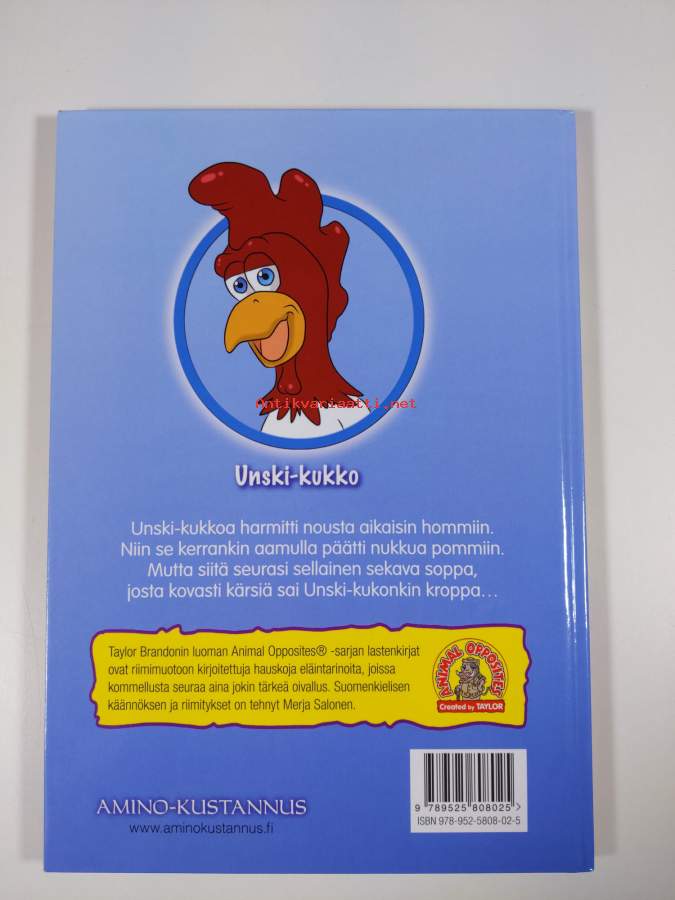 Antikvariaatti.net
Unski-kukko
Unski-kukkoa harmitti nousta aikaisin hommiin.
Niin se kerrankin aamulla päätti nukkua pommiin.
Mutta siitä seurasi sellainen sekava soppa,
josta kovasti kärsiä sai Unski-kukonkin kroppa…
Taylor Brandonin luoman Animal Opposites® -sarjan lastenkirjat
ovat riimimuotoon kirjoitettuja hauskoja eläintarinoita, joissa
kommellusta seuraa aina jokin tärkeä oivallus. Suomenkielisen
käännöksen ja riimitykset on tehnyt Merja Salonen.
ANIMAL OPPOSITES
Created by TAYLOR
9 789525 808025 >
ISBN 978-952-5808-02-5
AMINO-KUSTANNUS
www.aminokustannus.fi